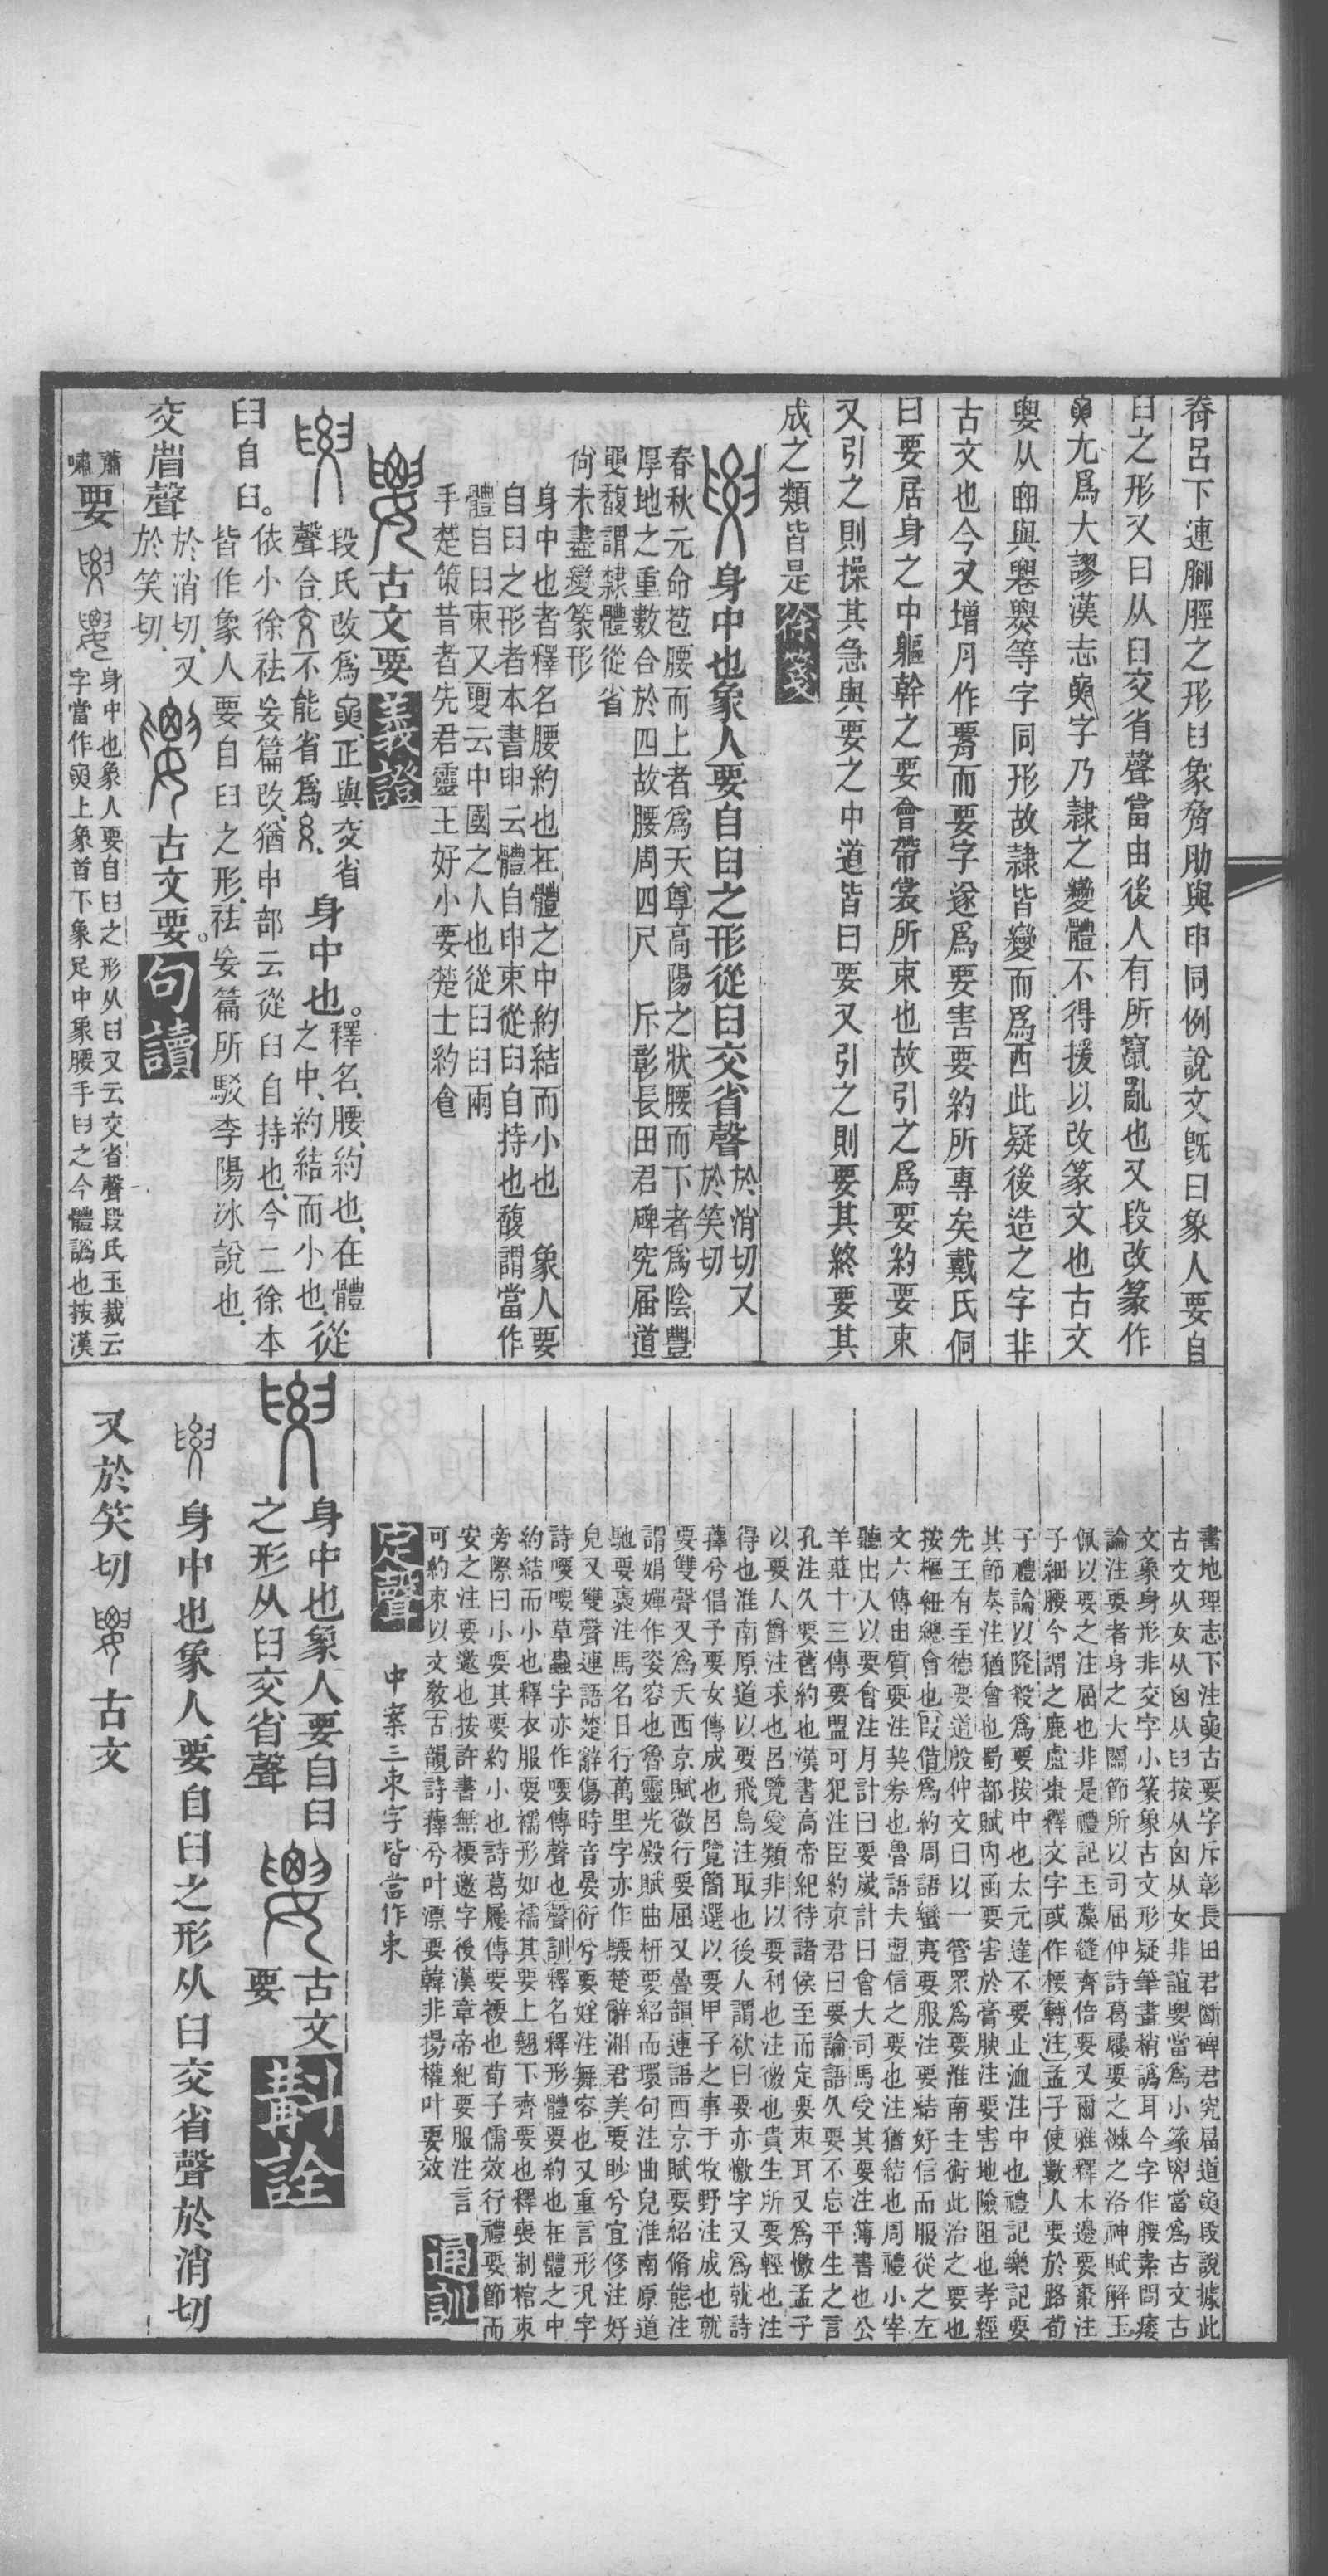 脊呂下連腳脛之形𦥑象脅肋與申同例說文既曰象人要自
𦥑之形又曰从𦥑交省聲當由後人有所竄亂也又段改篆作
尢爲大謬漢志字乃隸之變體不得援以改篆文也古文
㛐从囟與㒨㷼等字同形故隸皆變而爲西此疑後造之字非
古文也今又增月作腰而要字遂爲要害要約所專矣戴氏侗
曰要居身之中軀幹之要會帶裳所束也故引之爲要約要束
又引之則操其急與要之中道皆曰要又引之則要其終要其
成之類皆是徐箋
身中也象人要自𦥑之形從𦥑交省聲於消切又於笑切
春秋元命苞腰而上者爲天尊高陽之狀腰而下者爲陰豐
厚地之重數合於四故腰周四尺 斥彰長田君碑究屆道
要馥謂隸體從省
尙未盡變篆形
身中也者釋名腰約也在體之中約結而小也 象人要
自𦥑之形者本書申云體自申束從𦥑自持也馥謂當作
體自𦥑束又夓云中國之人也從𦥑𦥑兩
手楚策昔者先君靈王好小要楚士約食
古文要義證
段氏改爲正與交省
聲合不能省爲
身中也。釋名、腰、約也、在體
之中、約結而小也、從
𦥑自𦥑。依小徐祛妄篇改、猶申部云從𦥑自持也、今二徐本
皆作象人要自𦥑之形、祛妄篇所駁李陽冰說也、
交省聲於消切、又於笑切、
古文要。句讀
蕭嘯要身中也象人要自𦥑之形从𦥑又云交省聲段氏玉裁云
字當作上象首下象足中象腰手𦥑之今體譌也按漢
書地理志下注古要字斥彰長田君斷碑君究屆道段說據此
古文从女从囟从𦥑按从囟从女非誼㛐當爲小篆當爲古文古
文象身形非交字小篆象古文形疑筆畫稍譌耳今字作腰素問痿
論注要者身之大關節所以司屈伸詩葛屨要之襋之洛神賦解玉
佩以要之注屈也非是禮記玉藻縫齊倍要又爾雅釋木邊要棗注
子細腰今謂之鹿盧棗釋文字或作楆轉注孟子使數人要於路荀
子禮論以隆殺爲要按中也太元達不要止洫注中也禮記樂記要
其節奏注猶會也蜀都賦內函要害於膏腴注要害地險阻也孝經
先王有至德要道殷仲文曰以一管眾爲要淮南主術此治之要也
按樞紐總會也叚借爲約周語蠻夷要服注要結好信而服從之左
文六傳由質要注契券也魯語夫盟信之要也注猶結也周禮小宰
聽出入以要會注月計曰要歲計曰會大司馬受其要注簿書也公
羊莊十三傳要盟可犯注臣約束君曰要論語久要不忘平生之言
孔注久要舊約也漢書高帝紀待諸侯至而定要束耳又爲憿孟子
以要人爵注求也呂覽愛類非以要利也注徼也貴生所要輕也注
得也淮南原道以要飛鳥注取也後人謂欲曰要亦憿字又爲就詩
蘀兮倡予要女傳成也呂覽簡選以要甲子之事于牧野注成也就
要雙聲又爲夭西京賦微行要屈又疊韻連語西京賦要紹脩態注
謂娟嬋作姿容也魯靈光殿賦曲枅要紹而環句注曲皃淮南原道
馳要褭注馬名日行萬里字亦作騕楚辭湘君美要眇兮宜修注好
皃又雙聲連語楚辭傷時音晏衍兮要婬注舞容也又重言形況字
詩喓喓草蟲字亦作喓傳聲也聲訓釋名釋形體要約也在體之中
約結而小也釋衣服要襦形如襦其要上翹下齊要也釋喪制棺束
旁際曰小要其要約小也詩葛屨傳要䙅也荀子儒效行禮要節而
安之注要邀也按許書無䙅邀字後漢章帝紀要服注言
可約束以文敎古韻詩蘀兮叶漂要韓非揚權叶要效通訓
定聲 中案三束字皆當作朿
身中也象人要自𦥑
之形从𦥑交省聲
古文
要
斠詮
身中也象人要自𦥑之形从𦥑交省聲於消切
又於笑切 古文